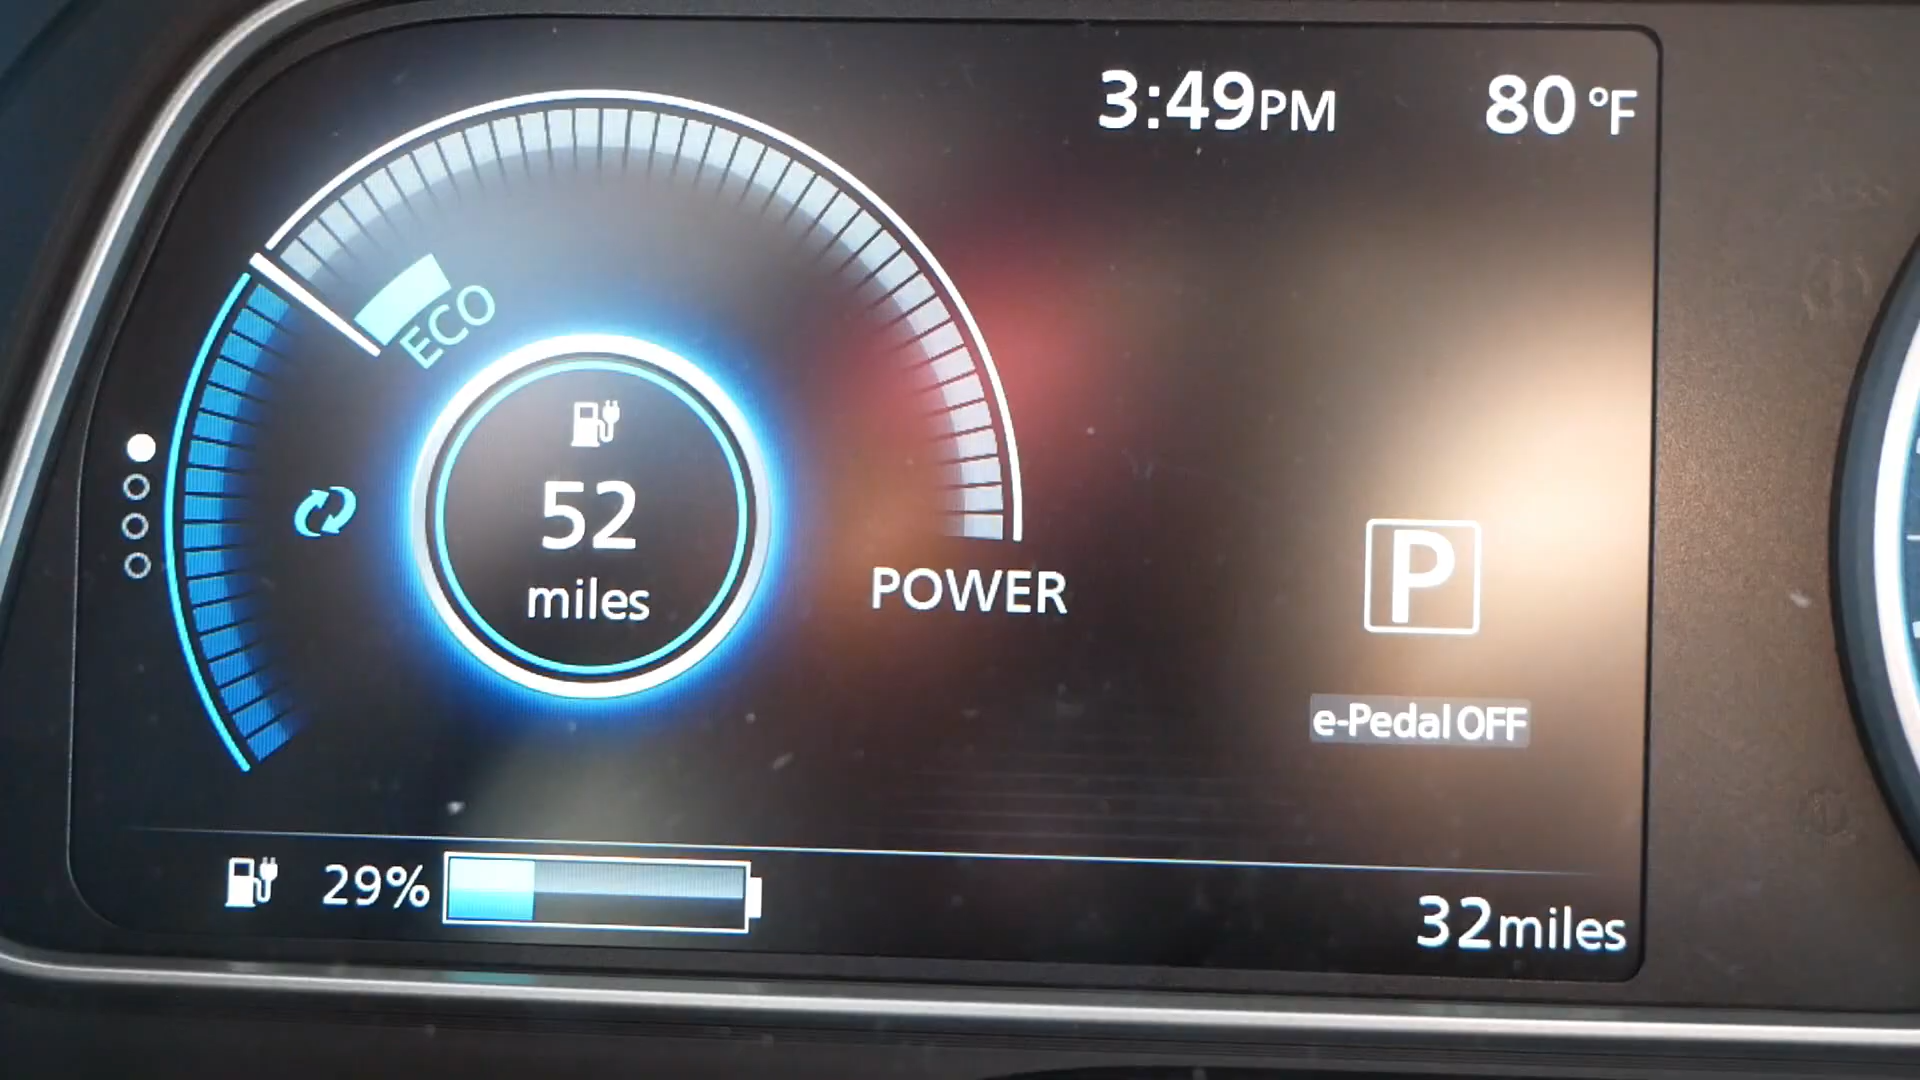 3:49PM 80 °F
ECO
52
miles
POWER
P
e-Pedal OFF
29%
32miles